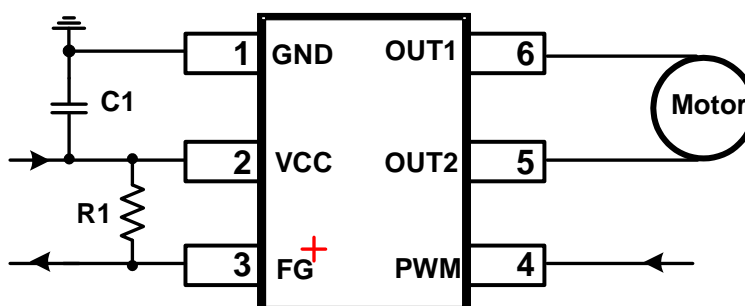 1 GND OUT1 6
C1
Motor
2 VCC OUT2 5
R1
3 FG PWM 4